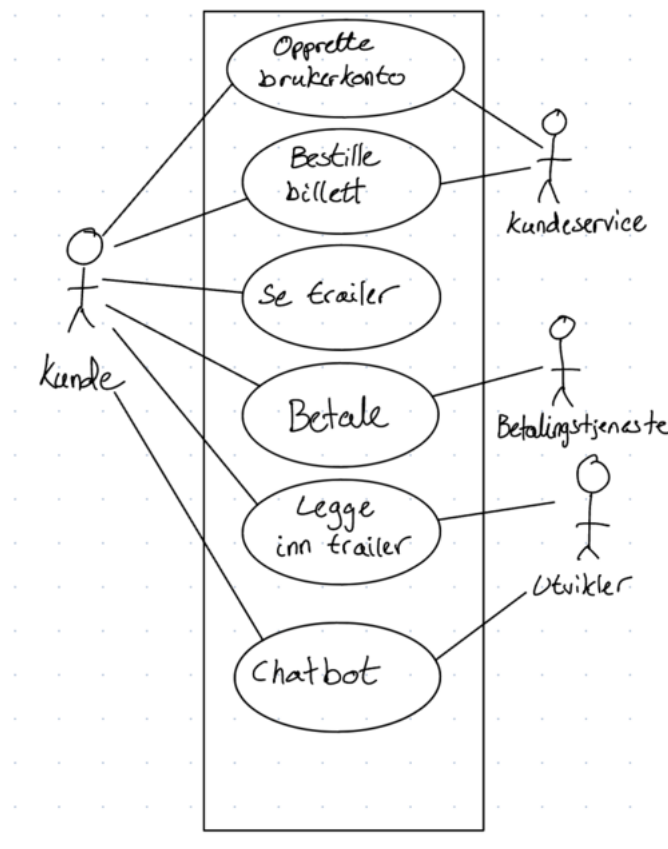 Opprette
brukerkonto
Bestille
billett
Kundeservice
Se trailer
Kunde
Betale
Betalingstjeneste
Legge
inn trailer
Utvikler
Chatbot